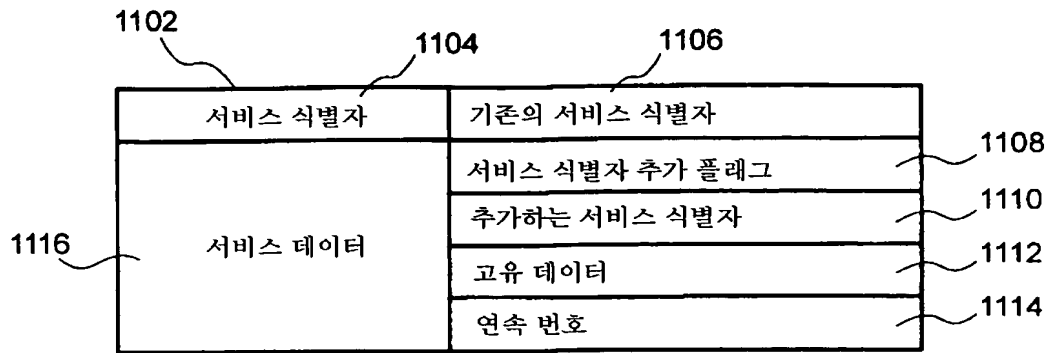 1102
1104
1106
서비스 식별자
기존의 서비스 식별자
1108
서비스 식별자 추가 플래그
1110
추가하는 서비스 식별자
1116
서비스 데이터
1112
고유 데이터
1114
연속 번호